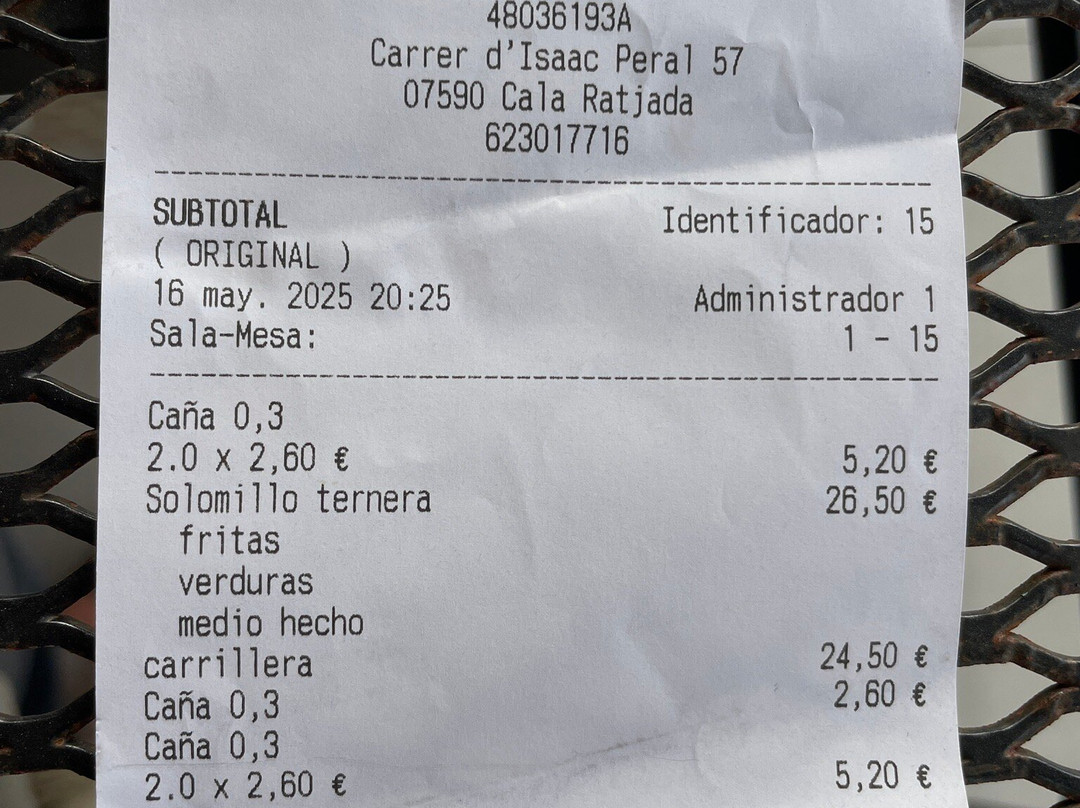 48036193A
Carrer d'Isaac Peral 57
07590 Cala Ratjada
623017716
SUBTOTAL Identificador: 15
( ORIGINAL )
16 may. 2025 20:25 Administrador 1
Sala-Mesa: 1 - 15
Caña 0,3
2.0 x 2,60 € 5,20 €
Solomillo ternera 26,50 €
fritas
verduras
medio hecho
carrillera 24,50 €
Caña 0,3 2,60 €
Caña 0,3
2.0 x 2,60 € 5,20 €